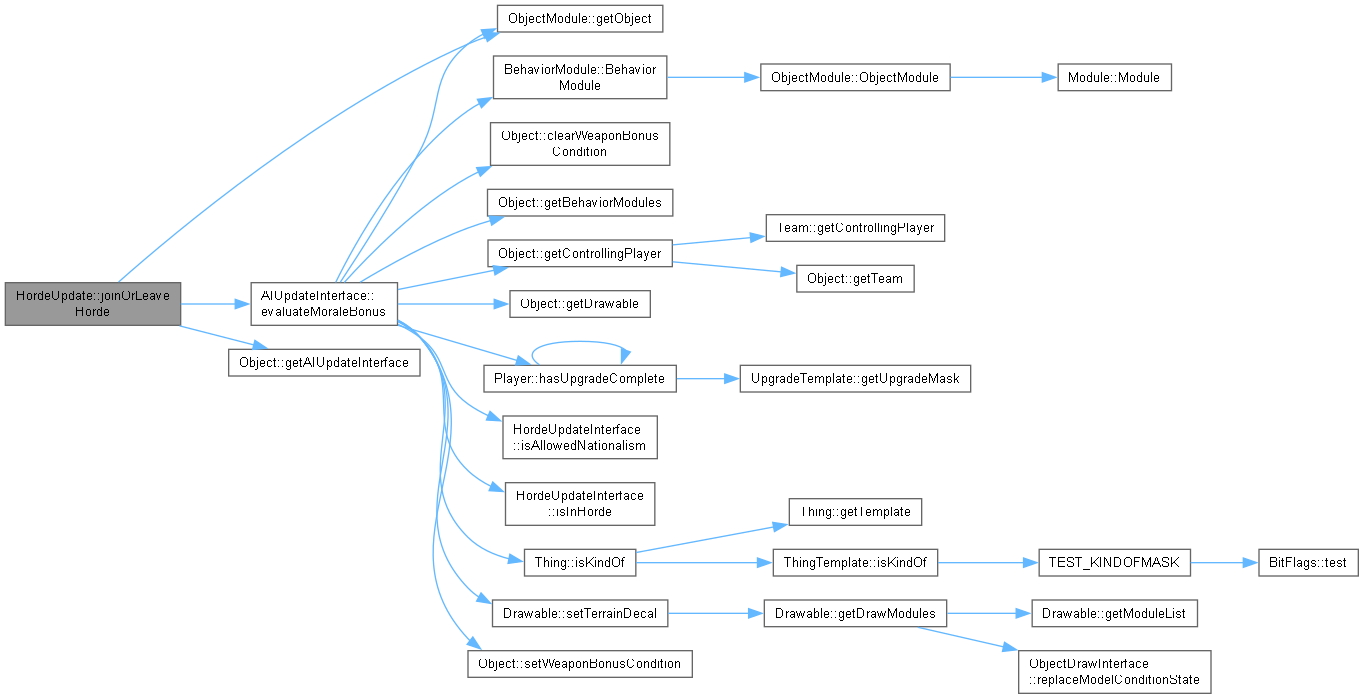 ObjectModule::getObject
BehaviorModule::Behavior
Module
ObjectModule::ObjectModule
Module::Module
Object::clearWeaponBonus
Condition
Object::getBehaviorModules
Object::getControllingPlayer
Team::getControllingPlayer
Object::getTeam
HordeUpdate::joinOrLeave
Horde
AIUpdateInterface::
evaluateMoraleBonus
Object::getDrawable
Object::getAIUpdateInterface
Player::hasUpgradeComplete
UpgradeTemplate::getUpgradeMask
HordeUpdateInterface
::isAllowedNationalism
HordeUpdateInterface
::isInHorde
Thing::getTemplate
Thing::isKindOf
ThingTemplate::isKindOf
TEST_KINDOFMASK
BitFlags::test
Drawable::setTerrainDecal
Drawable::getDrawModules
Drawable::getModuleList
Object::setWeaponBonusCondition
ObjectDrawInterface
::replaceModelConditionState